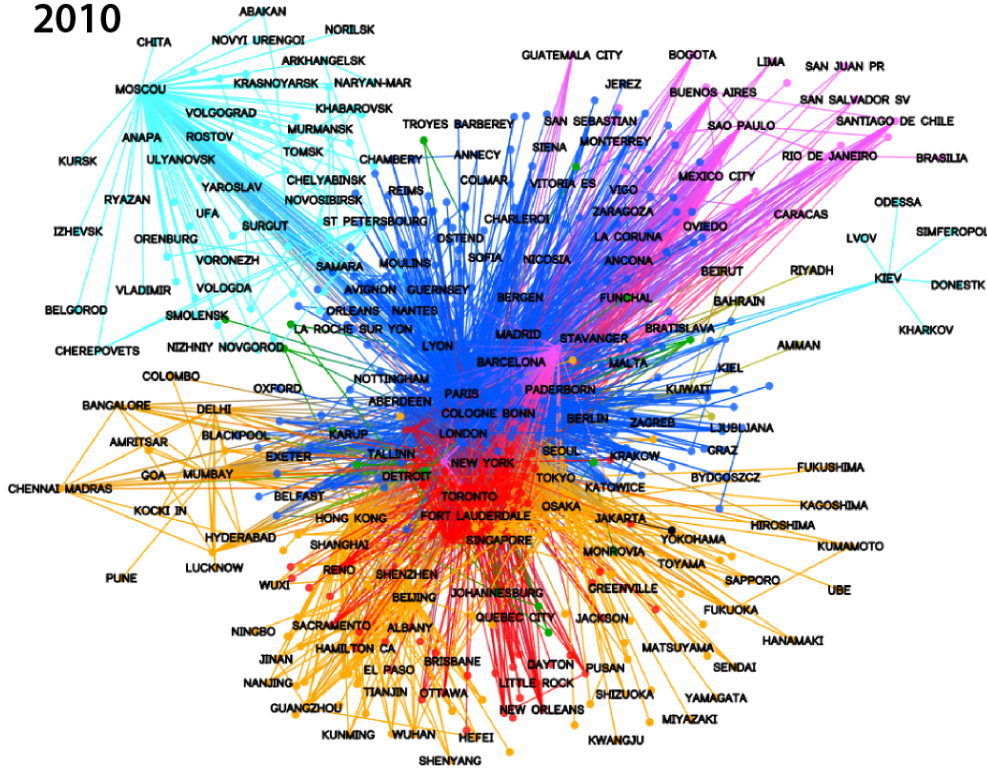 2010
ABAKAN
NORILSK
CHITA
NOVYI URENGOI
ARKHANGELSK
GUATEMALA CITY
BOGOTA
LIMA
SAN JUAN PR
MOSCOU
KRASNOYARSK
NARYAN-MAR
JEREZ
BUENOS AIRES
SAN SALVADOR SV
VOLGOGRAD
KHABAROVSK
TROYES BARBEREY
SAN SEBASTIAN
SAO PAULO
SANTIAGO DE CHILE
ANAPA
ROSTOV
MURMANSK
MONTERREY
KURSK
ULYANOVSK
TOMSK
CHAMBERY
ANNECY
SIENA
RIO DE JANEIRO
BRASILIA
YAROSLAV
CHELYABINSK
REIMS
COLMAR
VITORIA ES
VIGO
MEXICO CITY
RYAZAN
NOVOSIBIRSK
ODESSA
UFA
SURGUT
ST PETERSBOURG
CHARLEROI
ZARAGOZA
OVIEDO
CARACAS
IZHEVSK
ORENBURG
OSTEND
LA CORUNA
LVOV
SIMFEROPOL
VORONEZH
SAMARA
MOULINS
SOFIA
NICOSIA
ANCONA
BEIRUT
RIYADH
KIEV
DONESTK
VLADIMIR
VOLOGDA
AVIGNON
GUERNSEY
BERGEN
FUNCHAL
BAHRAIN
BELGOROD
SMOLENSK
ORLEANS
NANTES
LA ROCHE SUR YON
MADRID
STAVANGER
BRATISLAVA
KHARKOV
CHEREPOVETS
NIZHNIY NOVGOROD
LYON
BARCELONA
MALTA
AMMAN
COLOMBO
OXFORD
NOTTINGHAM
PARIS
PADERBORN
KIEL
KUWAIT
BANGALORE
DELHI
ABERDEEN
COLOGNE BONN
BERLIN
ZAGREB
LJUBLJANA
AMRITSAR
BLACKPOOL
KARUP
LONDON
EXETER
TALLINN
NEW YORK
SEOUL
KRAKOW
GRAZ
GOA
MUMBAY
DETROIT
TOKYO
KATOWICE
BYDGOSZCZ
FUKUSHIMA
CHENNAI MADRAS
BELFAST
TORONTO
KOCKI IN
HONG KONG
FORT LAUDERDALE
OSAKA
JAKARTA
KAGOSHIMA
HIROSHIMA
HYDERABAD
SHANGHAI
SINGAPORE
YOKOHAMA
KUMAMOTO
MONROVIA
TOYAMA
PUNE
LUCKNOW
WUXI
RENO
SHENZHEN
BEIJING
JOHANNESBURG
GREENVILLE
SAPPORO
UBE
NINGBO
SACRAMENTO
ALBANY
QUEBEC CITY
JACKSON
FUKUOKA
HANAMAKI
JINAN
HAMILTON CA
BRISBANE
DAYTON
PUSAN
MATSUYAMA
SENDAI
NANJING
EL PASO
TIANJIN
OTTAWA
LITTLE ROCK
SHIZUOKA
YAMAGATA
GUANGZHOU
NEW ORLEANS
MIYAZAKI
KUNMING
WUHAN
HEFEI
KWANGJU
SHENYANG